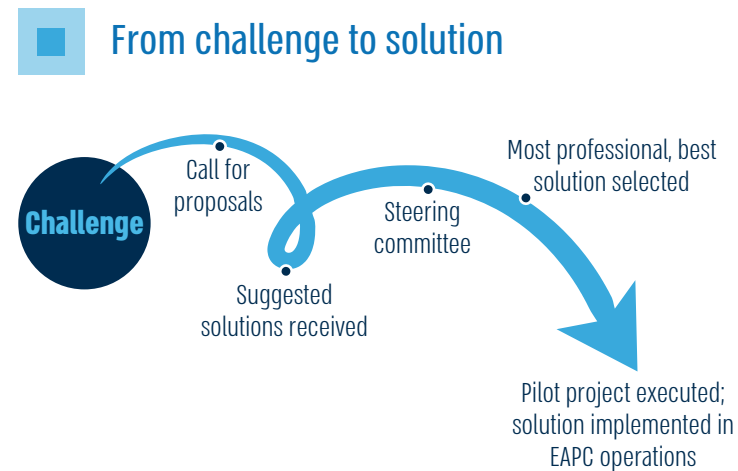 From challenge to solution
Challenge
Call for
proposals
Suggested
solutions received
Steering
committee
Most professional, best
solution selected
Pilot project executed;
solution implemented in
EAPC operations